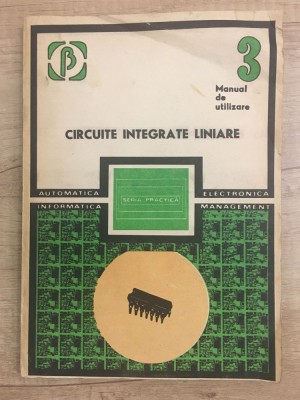 β
3
Manual
de
utilizare
CIRCUITE INTEGRATE LINIARE
AUTOMATICA ELECTRONICA
INFORMATICA MANAGEMENT
SERIA PRACTICĂ